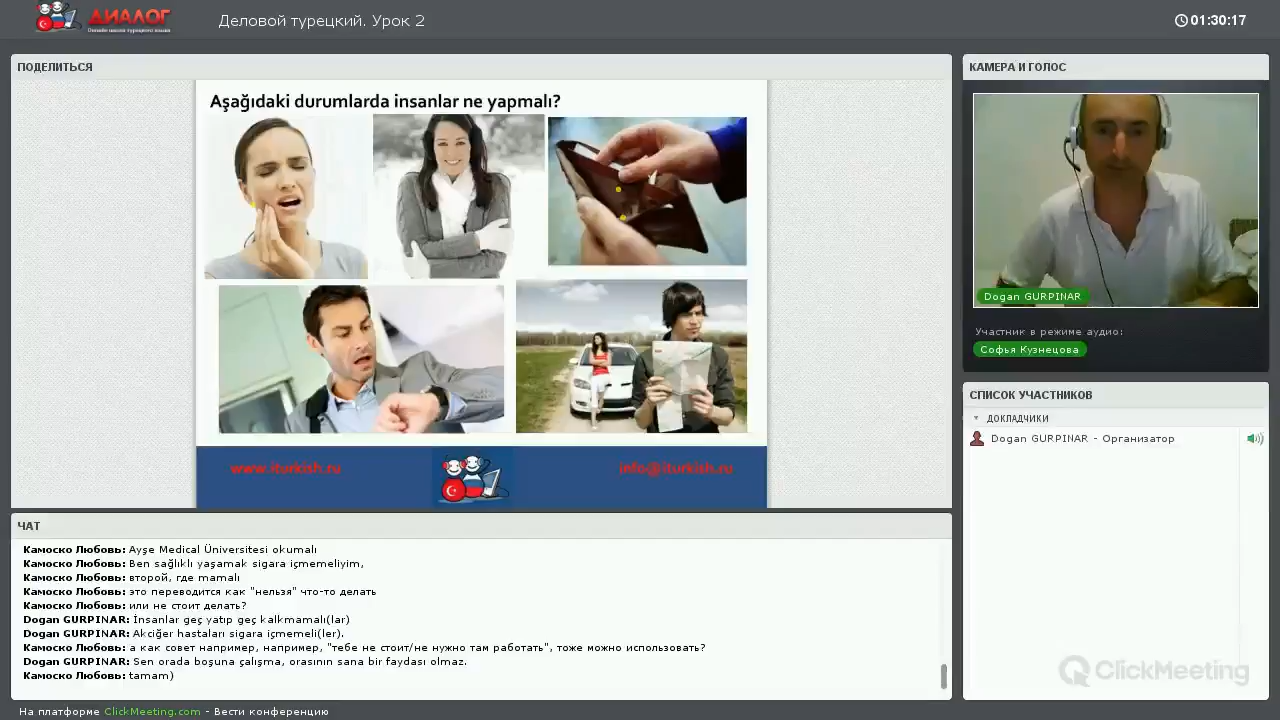 ДИАЛОГ
Онлайн школа турецкого языка
Деловой турецкий. Урок 2
01:30:17
ПОДЕЛИТЬСЯ
Aşağıdaki durumlarda insanlar ne yapmalı?
www.iturkish.ru
info@iturkish.ru
КАМЕРА И ГОЛОС
Dogan GURPINAR
Участник в режиме аудио:
Софья Кузнецова
СПИСОК УЧАСТНИКОВ
ДОКЛАДЧИКИ
Dogan GURPINAR - Организатор
ЧАТ
Камоско Любовь: Ayşe Medical Üniversitesi okumalı
Камоско Любовь: Ben sağlıklı yaşamak sigara içmemeliyim,
Камоско Любовь: второй, где mamalı
Камоско Любовь: это переводится как "нельзя" что-то делать
Камоско Любовь: или не стоит делать?
Dogan GURPINAR: İnsanlar geç yatıp geç kalkmamalı(lar)
Dogan GURPINAR: Akciğer hastaları sigara içmemeli(ler).
Камоско Любовь: а как совет например, например, "тебе не стоит/не нужно там работать", тоже можно использовать?
Dogan GURPINAR: Sen orada boşuna çalışma, orasının sana bir faydası olmaz.
Камоско Любовь: tamam)
ClickMeeting
На платформе ClickMeeting.com - Вести конференцию